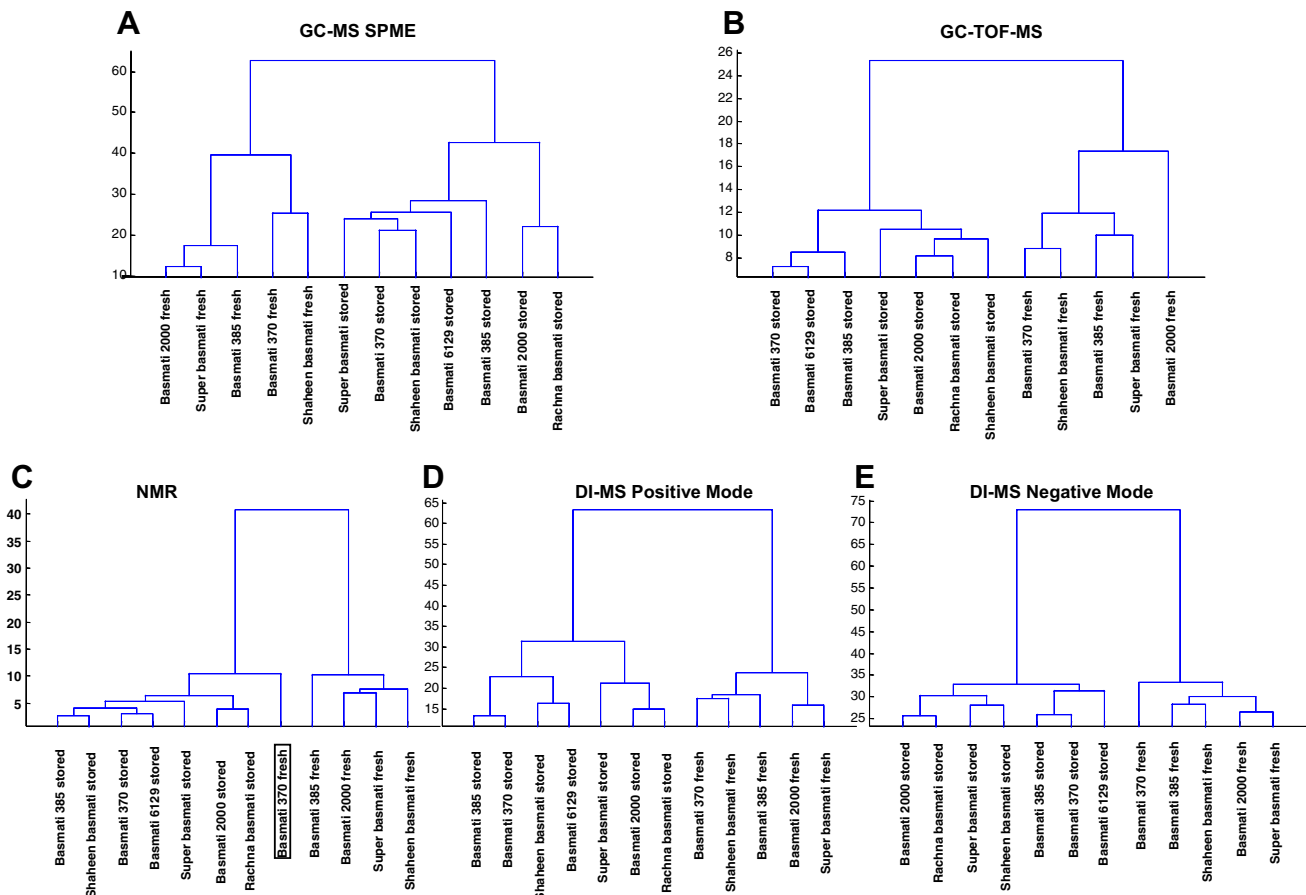 A
GC-MS SPME
60
50
40
30
20
10
Basmati 2000 fresh
Super basmati fresh
Basmati 385 fresh
Basmati 370 fresh
Shaheen basmati fresh
Super basmati stored
Basmati 370 stored
Shaheen basmati stored
Basmati 6129 stored
Basmati 385 stored
Basmati 2000 stored
Rachna basmati stored
B
GC-TOF-MS
26
24
22
20
18
16
14
12
10
8
Basmati 370 stored
Basmati 6129 stored
Basmati 385 stored
Super basmati stored
Basmati 2000 stored
Rachna basmati stored
Shaheen basmati stored
Basmati 370 fresh
Shaheen basmati fresh
Basmati 385 fresh
Super basmati fresh
Basmati 2000 fresh
C
NMR
40
35
30
25
20
15
10
5
Basmati 385 stored
Shaheen basmati stored
Basmati 370 stored
Basmati 6129 stored
Super basmati stored
Basmati 2000 stored
Rachna basmati stored
Basmati 370 fresh
Basmati 385 fresh
Basmati 2000 fresh
Super basmati fresh
Shaheen basmati fresh
D
DI-MS Positive Mode
65
60
55
50
45
40
35
30
25
20
15
Basmati 385 stored
Basmati 370 stored
Shaheen basmati stored
Basmati 6129 stored
Super basmati stored
Basmati 2000 stored
Rachna basmati stored
Basmati 370 fresh
Shaheen basmati fresh
Basmati 385 fresh
Basmati 2000 fresh
Super basmati fresh
E
DI-MS Negative Mode
75
70
65
60
55
50
45
40
35
30
25
Basmati 2000 stored
Rachna basmati stored
Super basmati stored
Shaheen basmati stored
Basmati 385 stored
Basmati 370 stored
Basmati 6129 stored
Basmati 370 fresh
Basmati 385 fresh
Shaheen basmati fresh
Basmati 2000 fresh
Super basmati fresh